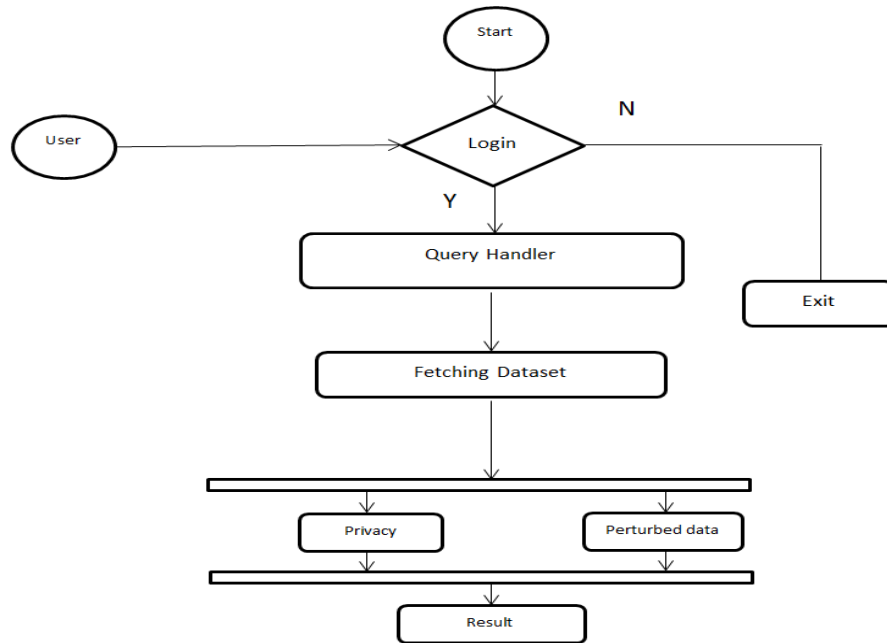 Start
N
User
Login
Y
Query Handler
Exit
Fetching Dataset
Privacy
Perturbed data
Result